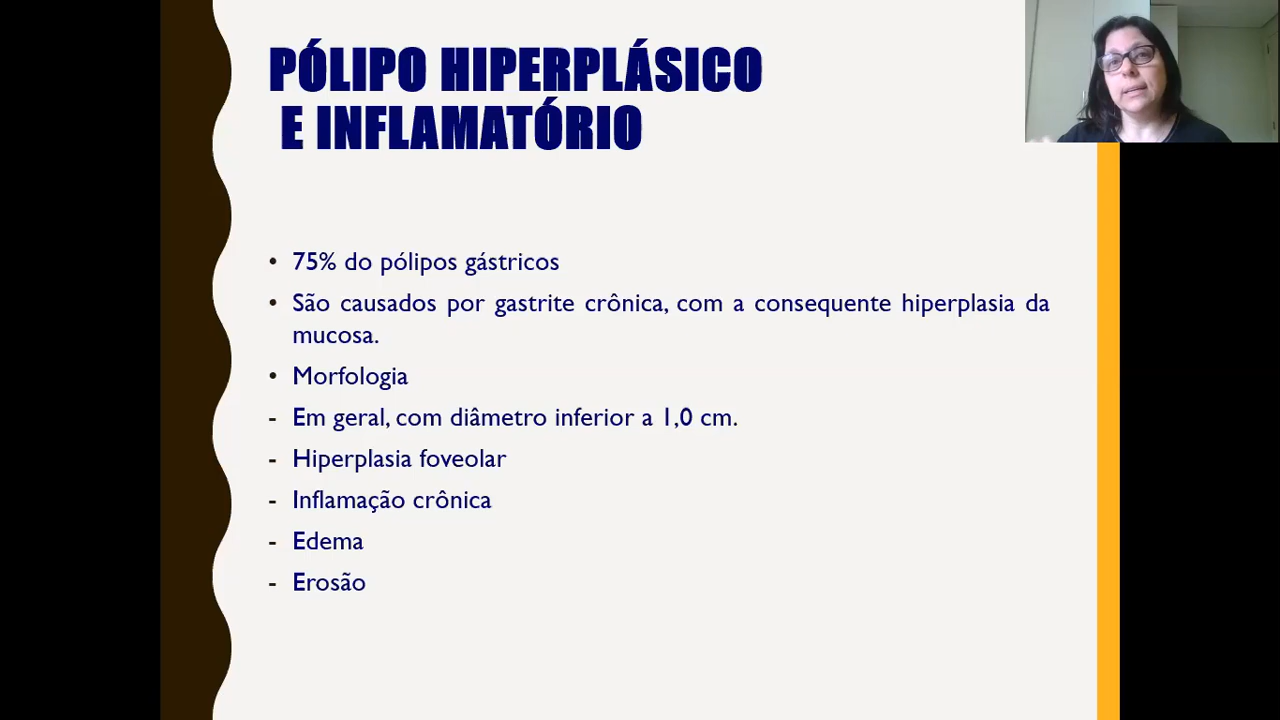 PÓLIPO HIPERPLÁSICO
E INFLAMATÓRIO
• 75% do pólipos gástricos
• São causados por gastrite crônica, com a consequente hiperplasia da
mucosa.
• Morfologia
- Em geral, com diâmetro inferior a 1,0 cm.
- Hiperplasia foveolar
- Inflamação crônica
- Edema
- Erosão